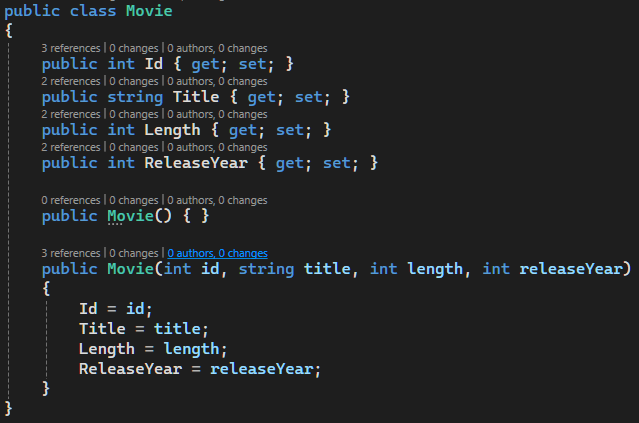 public class Movie
{
3 references | 0 changes | 0 authors, 0 changes
public int Id { get; set; }
2 references | 0 changes | 0 authors, 0 changes
public string Title { get; set; }
2 references | 0 changes | 0 authors, 0 changes
public int Length { get; set; }
2 references | 0 changes | 0 authors, 0 changes
public int ReleaseYear { get; set; }
0 references | 0 changes | 0 authors, 0 changes
public Movie() { }
3 references | 0 changes | 0 authors, 0 changes
public Movie(int id, string title, int length, int releaseYear)
{
Id = id;
Title = title;
Length = length;
ReleaseYear = releaseYear;
}
}